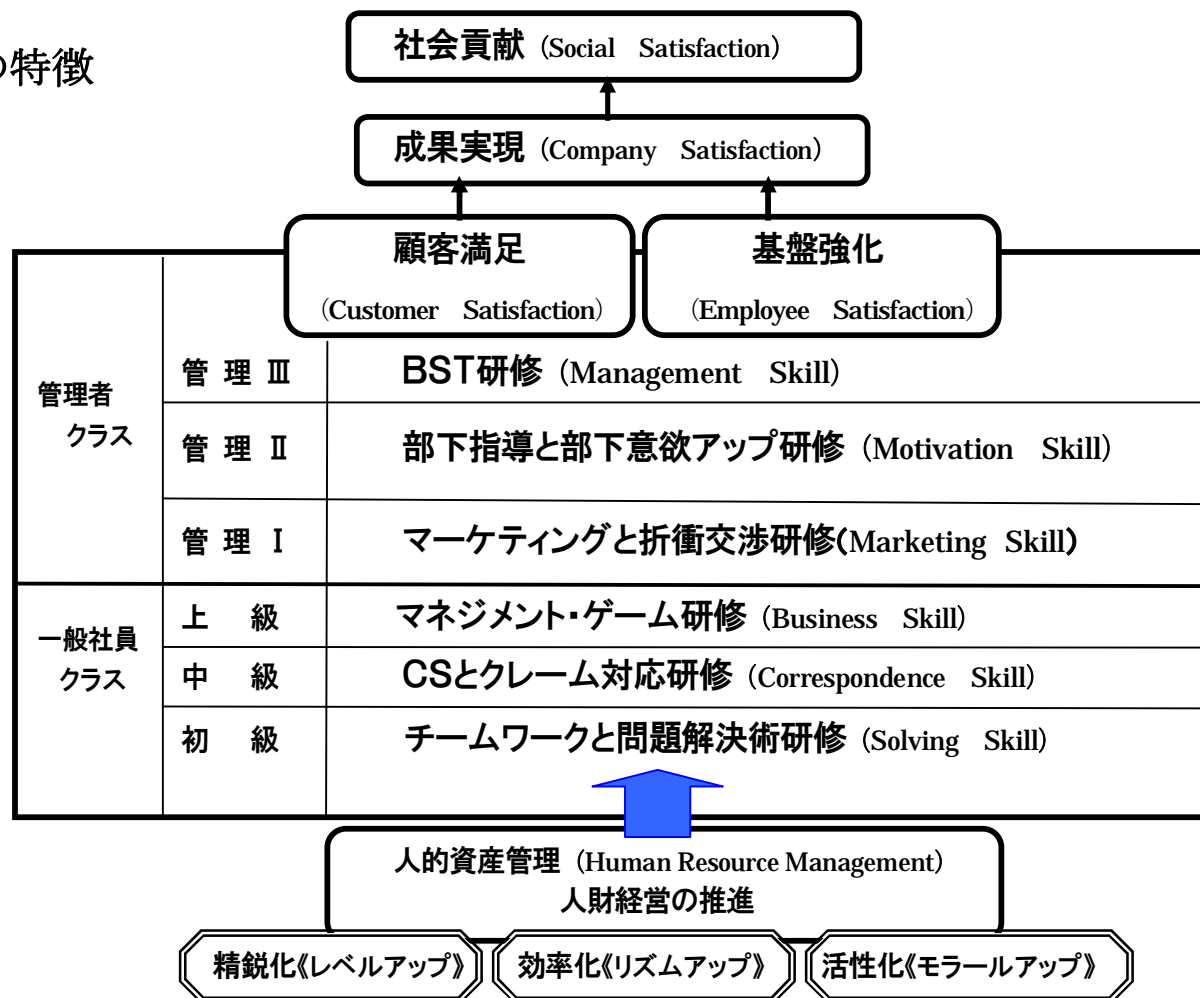 の特徴
社会貢献（Social Satisfaction）
成果実現（Company Satisfaction）
顧客満足
（Customer Satisfaction）
基盤強化
（Employee Satisfaction）
管理者
クラス
管 理 Ⅲ
BST研修（Management Skill）
管 理 Ⅱ
部下指導と部下意欲アップ研修（Motivation Skill）
管 理 Ⅰ
マーケティングと折衝交渉研修(Marketing Skill)
一般社員
クラス
上 級
マネジメント・ゲーム研修（Business Skill）
中 級
CSとクレーム対応研修（Correspondence Skill）
初 級
チームワークと問題解決術研修（Solving Skill）
人的資産管理（Human Resource Management）
人財経営の推進
精鋭化《レベルアップ》
効率化《リズムアップ》
活性化《モラールアップ》